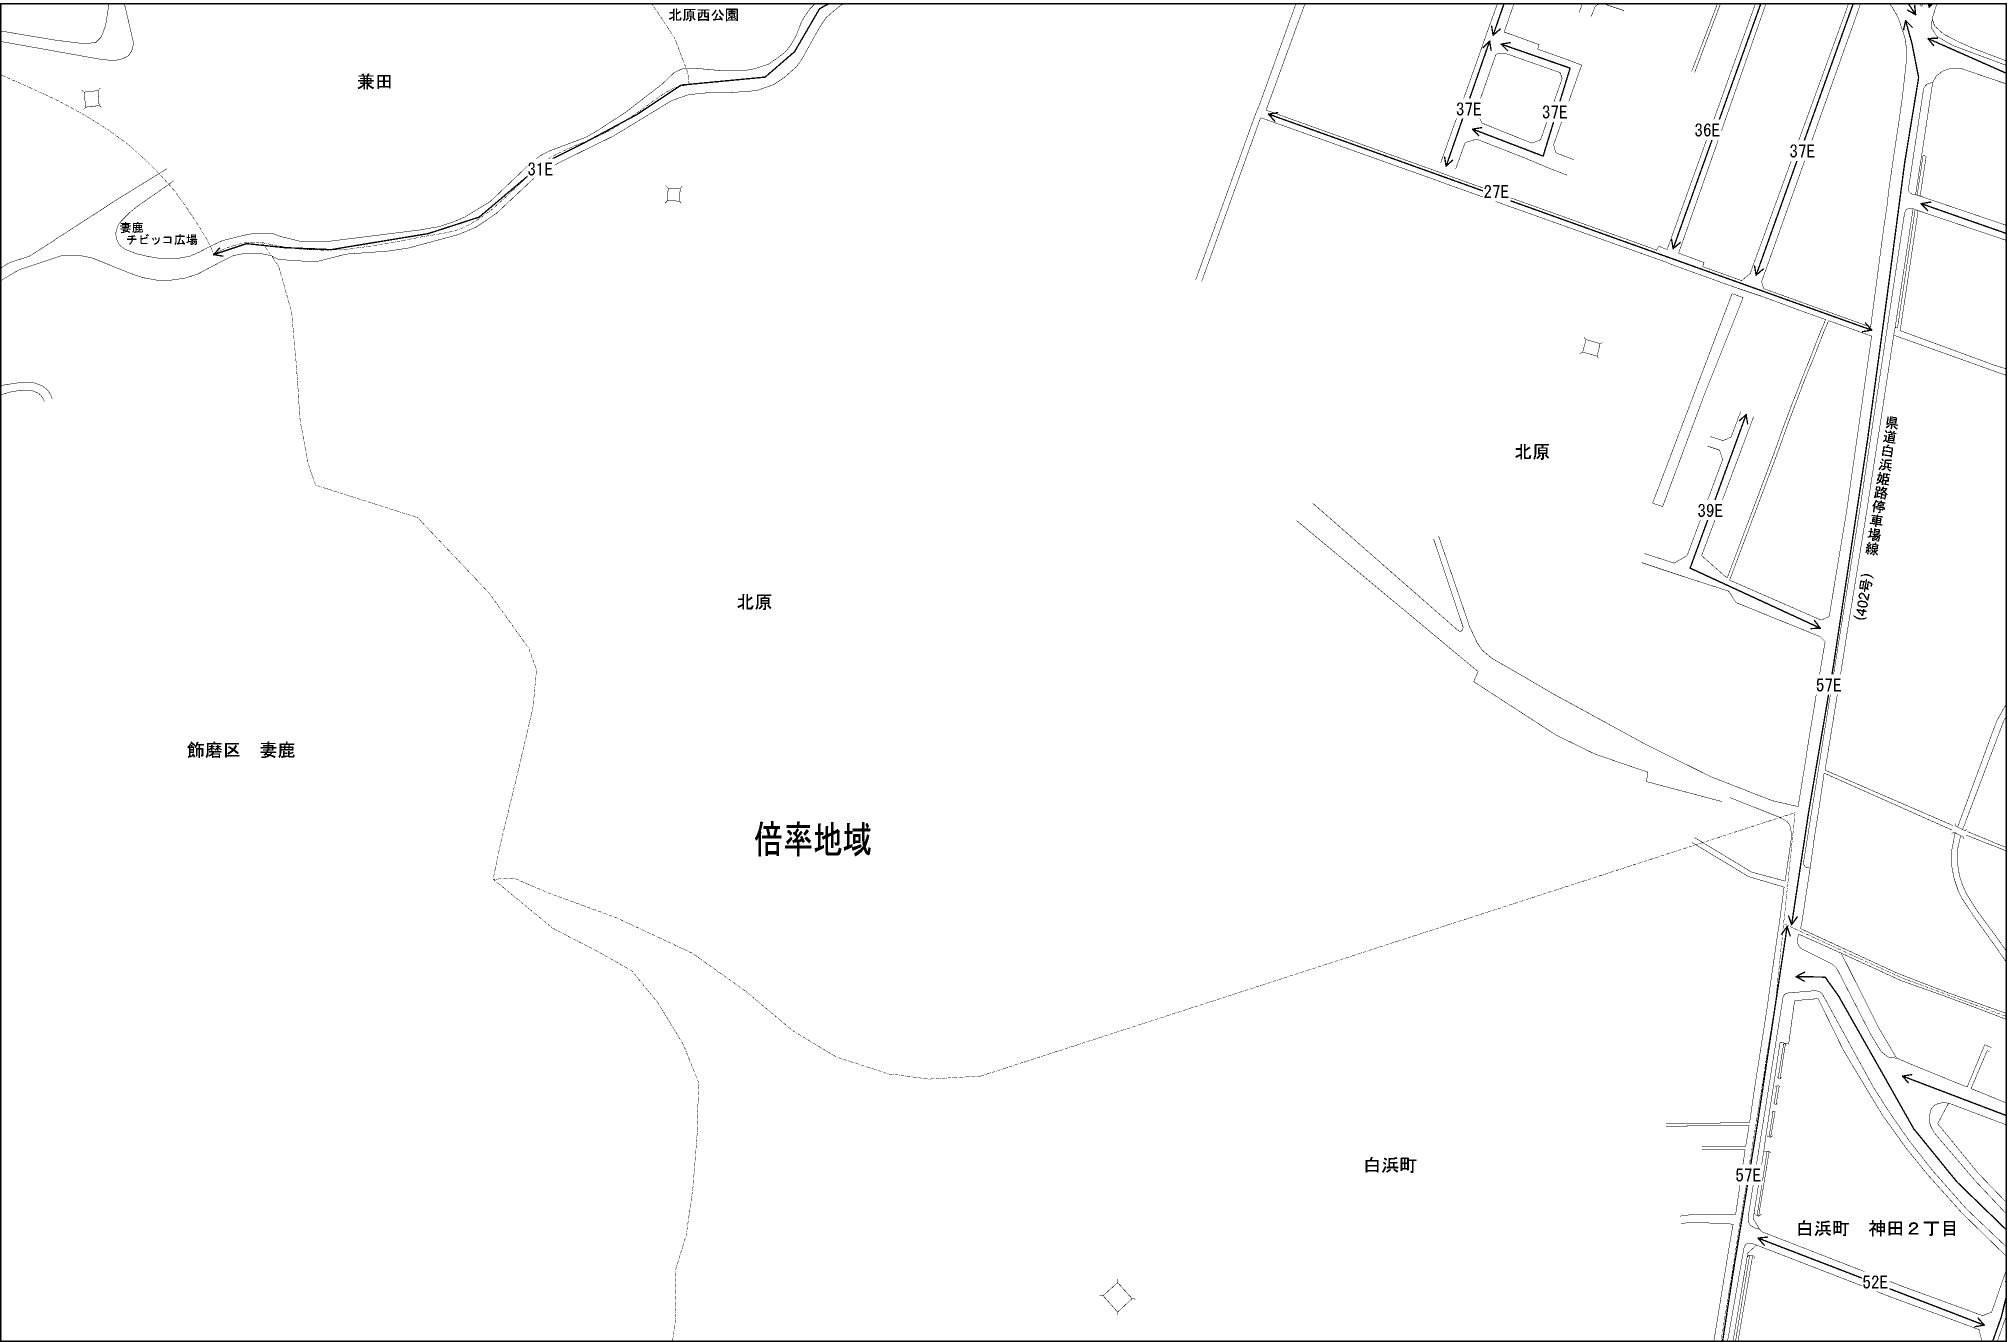 北原西公園
兼田
37E
37E
36E
37E
31E
27E
妻鹿
チビッコ広場
北原
県道白浜姫路停車場線 (402号)
39E
北原
57E
飾磨区　妻鹿
倍率地域
白浜町
57E
白浜町　神田２丁目
52E